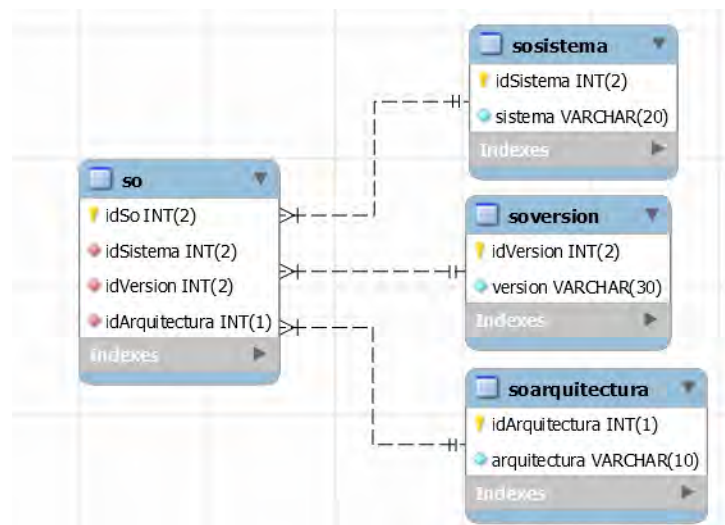 sosistema
idSistema INT(2)
sistema VARCHAR(20)
Indexes
so
idSo INT(2)
idSistema INT(2)
idVersion INT(2)
idArquitectura INT(1)
Indexes
soversion
idVersion INT(2)
version VARCHAR(30)
Indexes
soarquitectura
idArquitectura INT(1)
arquitectura VARCHAR(10)
Indexes